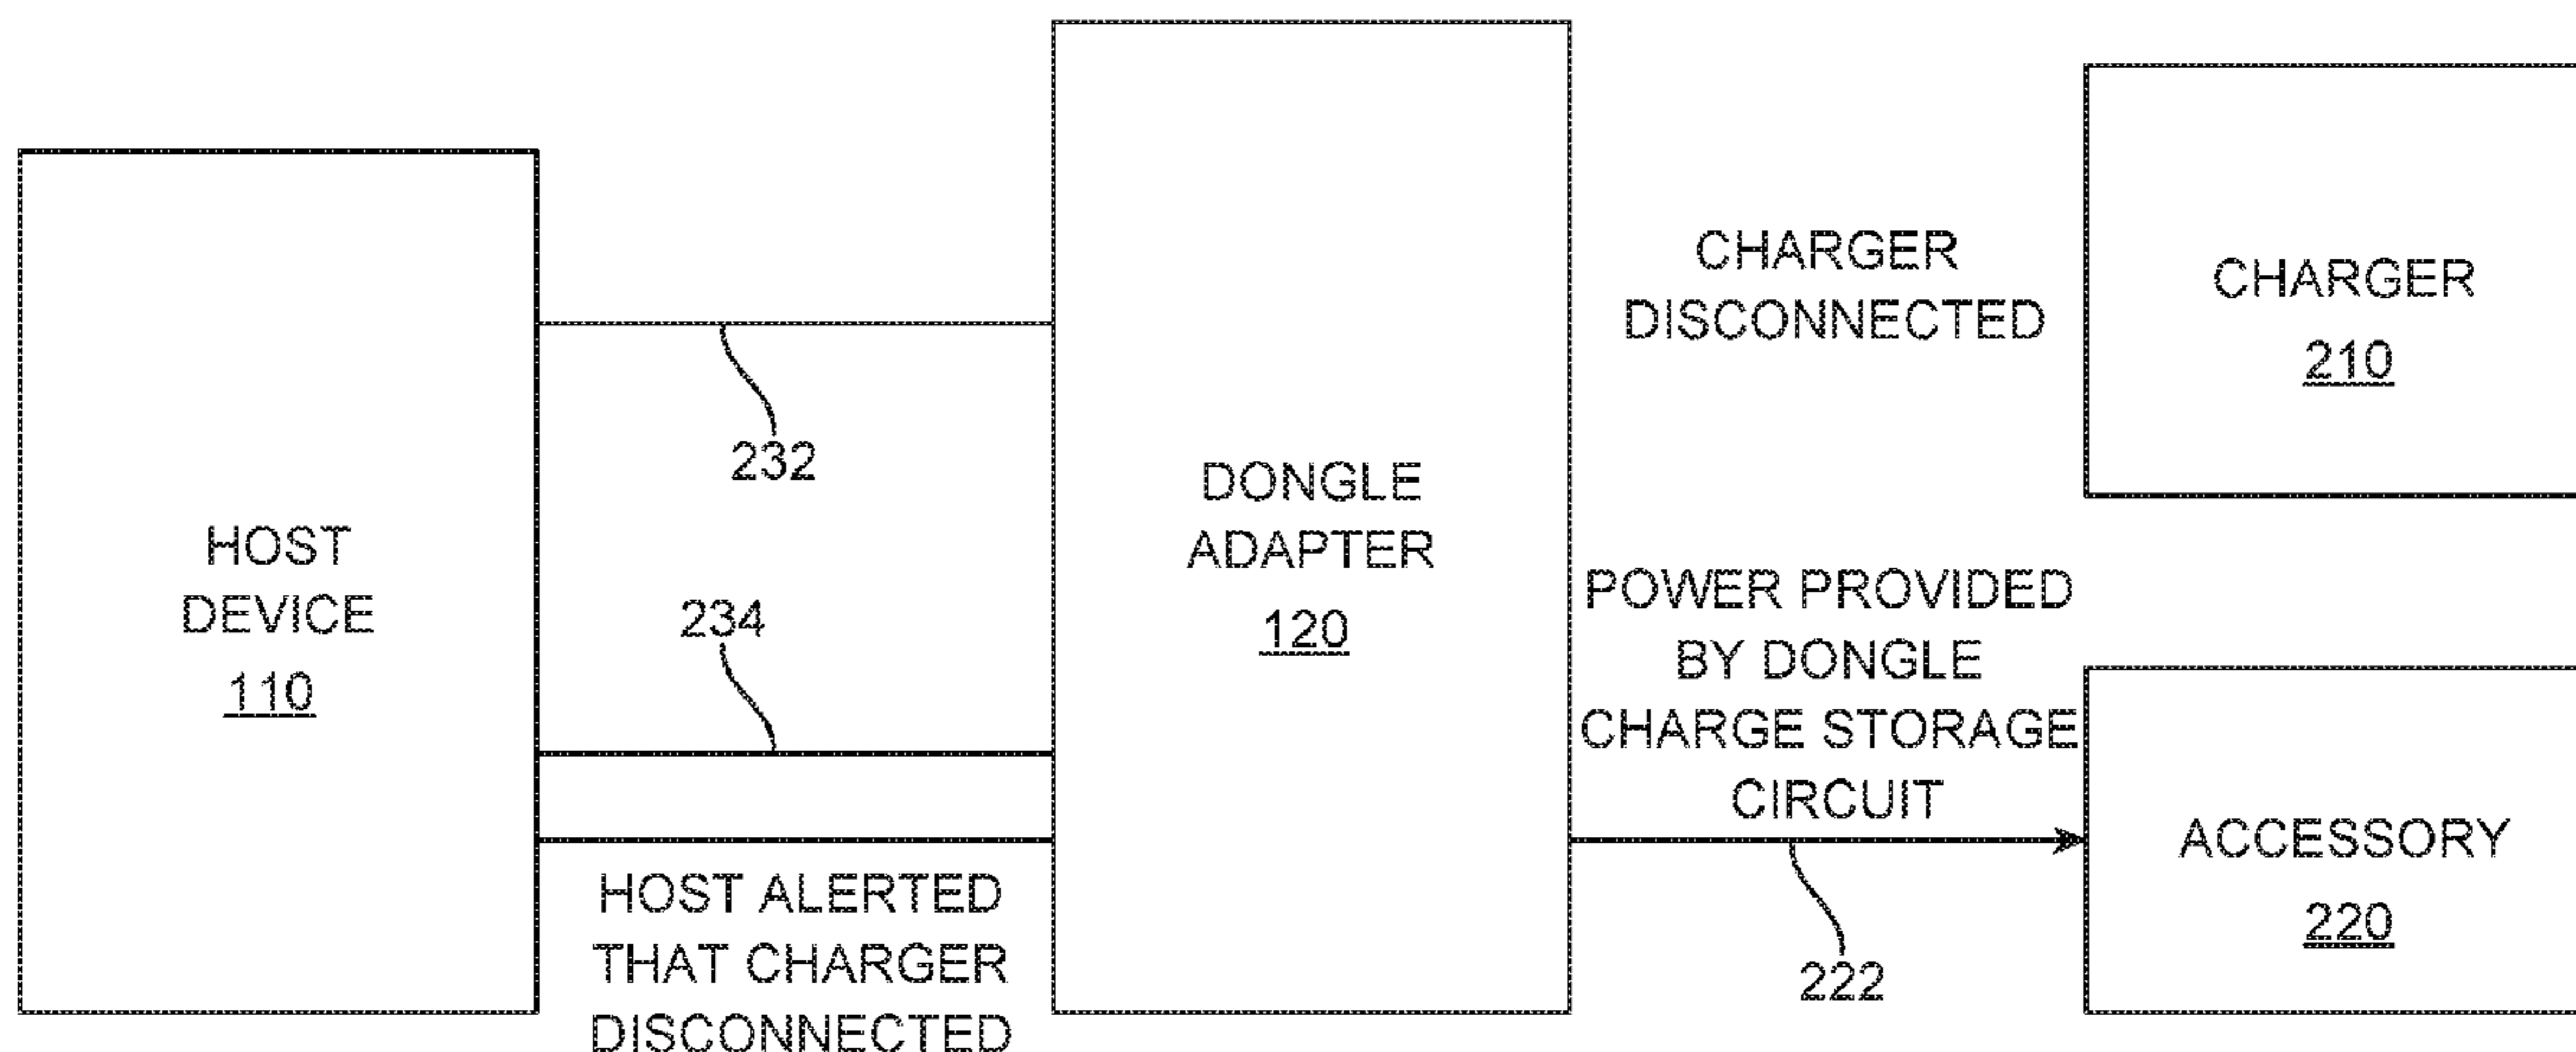 HOST
DEVICE
110
232
234
HOST ALERTED
THAT CHARGER
DISCONNECTED
DONGLE
ADAPTER
120
CHARGER
DISCONNECTED
POWER PROVIDED
BY DONGLE
CHARGE STORAGE
CIRCUIT
222
CHARGER
210
ACCESSORY
220